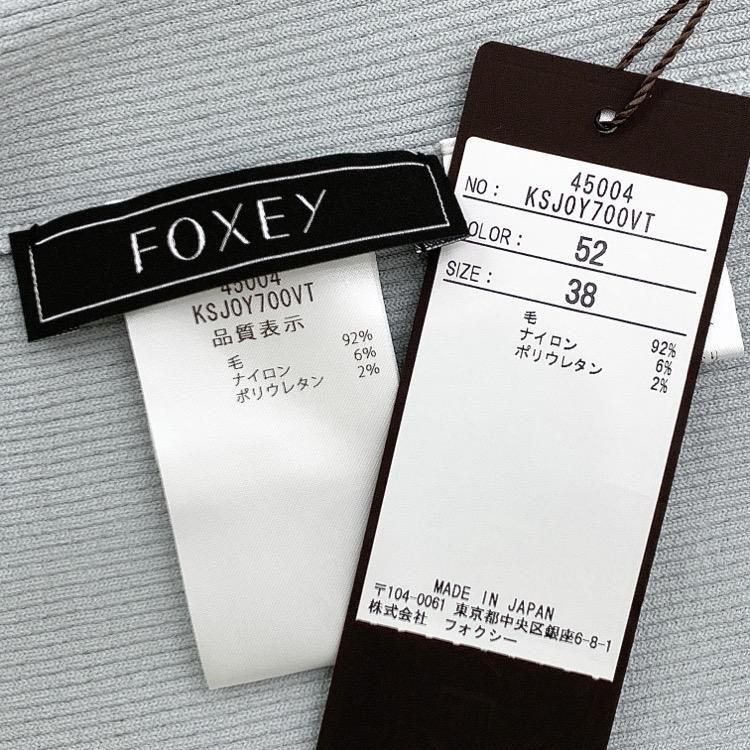 FOXEY
45004
KSJ0Y700VT
品質表示
毛 92%
ナイロン 6%
ポリウレタン 2%
45004
NO: KSJ0Y700VT
OLOR: 52
SIZE: 38
毛 92%
ナイロン 6%
ポリウレタン 2%
MADE IN JAPAN
〒104-0061 東京都中央区銀座6-8-1
株式会社 フォクシー